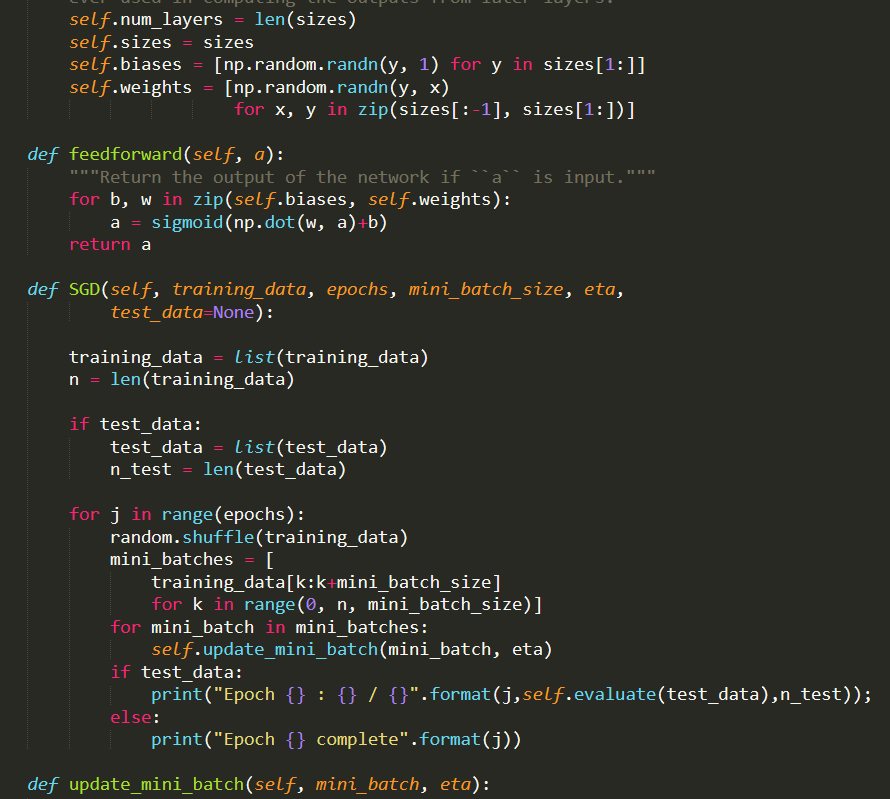 ever used in computing the outputs from later layers.
self.num_layers = len(sizes)
self.sizes = sizes
self.biases = [np.random.randn(y, 1) for y in sizes[1:]]
self.weights = [np.random.randn(y, x)
for x, y in zip(sizes[:-1], sizes[1:])]
def feedforward(self, a):
"""Return the output of the network if ``a`` is input."""
for b, w in zip(self.biases, self.weights):
a = sigmoid(np.dot(w, a)+b)
return a
def SGD(self, training_data, epochs, mini_batch_size, eta,
test_data=None):
training_data = list(training_data)
n = len(training_data)
if test_data:
test_data = list(test_data)
n_test = len(test_data)
for j in range(epochs):
random.shuffle(training_data)
mini_batches = [
training_data[k:k+mini_batch_size]
for k in range(0, n, mini_batch_size)]
for mini_batch in mini_batches:
self.update_mini_batch(mini_batch, eta)
if test_data:
print("Epoch {} : {} / {}".format(j,self.evaluate(test_data),n_test));
else:
print("Epoch {} complete".format(j))
def update_mini_batch(self, mini_batch, eta):